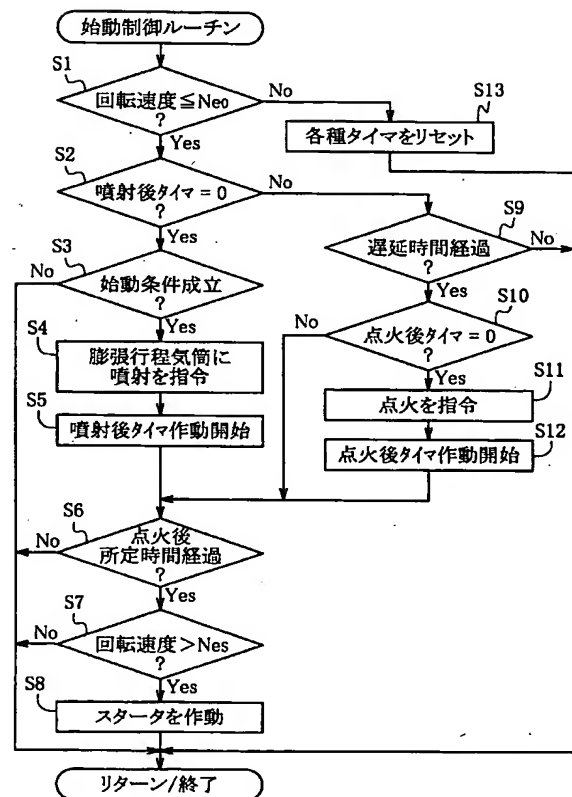 始動制御ルーチン
S1
回転速度≦Ne0
?
No
Yes
S13
各種タイマをリセット
S2
噴射後タイマ=0
?
No
Yes
S9
遅延時間経過
?
No
Yes
S3
No
始動条件成立
?
Yes
S10
No
点火後タイマ=0
?
Yes
S4
膨張行程気筒に
噴射を指令
S11
点火を指令
S5
噴射後タイマ作動開始
S12
点火後タイマ作動開始
S6
点火後
所定時間経過
?
No
Yes
S7
No
回転速度>Nes
?
Yes
S8
スタータを作動
リターン/終了